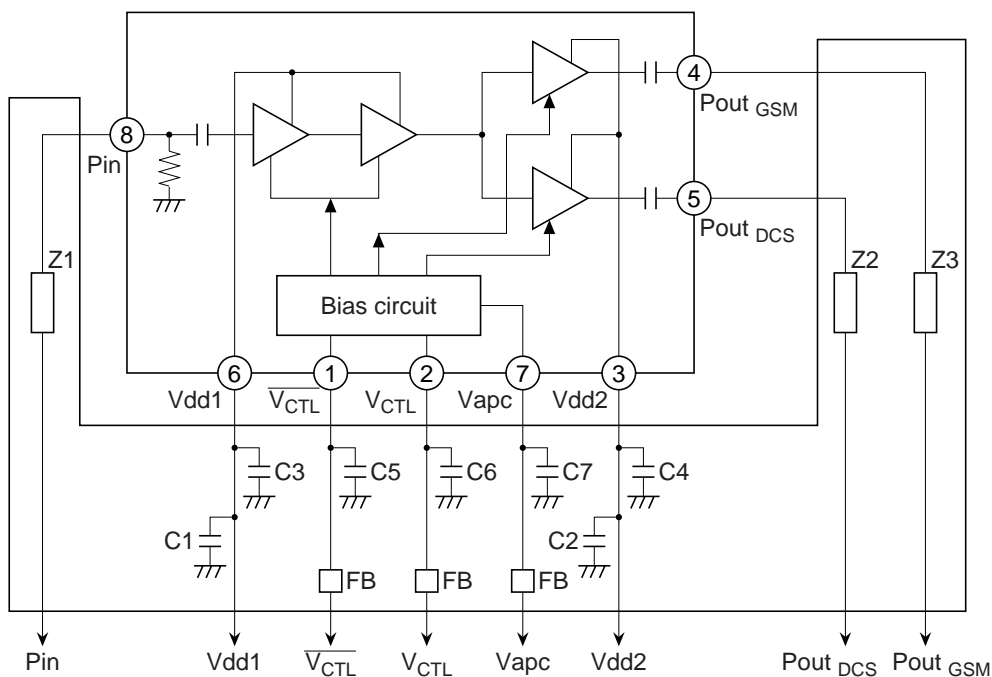 4
Pout GSM
8
Pin
5
Pout DCS
Z1
Z2
Z3
Bias circuit
6
1
2
7
3
Vdd1
V̅C̅T̅L̅
VCTL
Vapc
Vdd2
C3
C5
C6
C7
C4
C1
C2
FB
FB
FB
Pin
Vdd1
V̅C̅T̅L̅
VCTL
Vapc
Vdd2
Pout DCS
Pout GSM